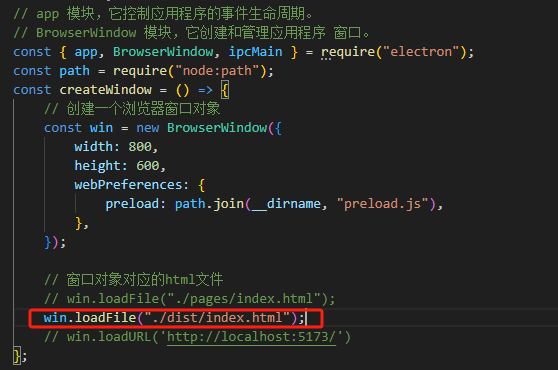 // app 模块，它控制应用程序的事件生命周期。
// BrowserWindow 模块，它创建和管理应用程序 窗口。
const { app, BrowserWindow, ipcMain } = require("electron");
const path = require("node:path");
const createWindow = () => {
    // 创建一个浏览器窗口对象
    const win = new BrowserWindow({
        width: 800,
        height: 600,
        webPreferences: {
            preload: path.join(__dirname, "preload.js"),
        },
    });
    // 窗口对象对应的html文件
    // win.loadFile("./pages/index.html");
    win.loadFile("./dist/index.html");
    // win.loadURL('http://localhost:5173/')
};